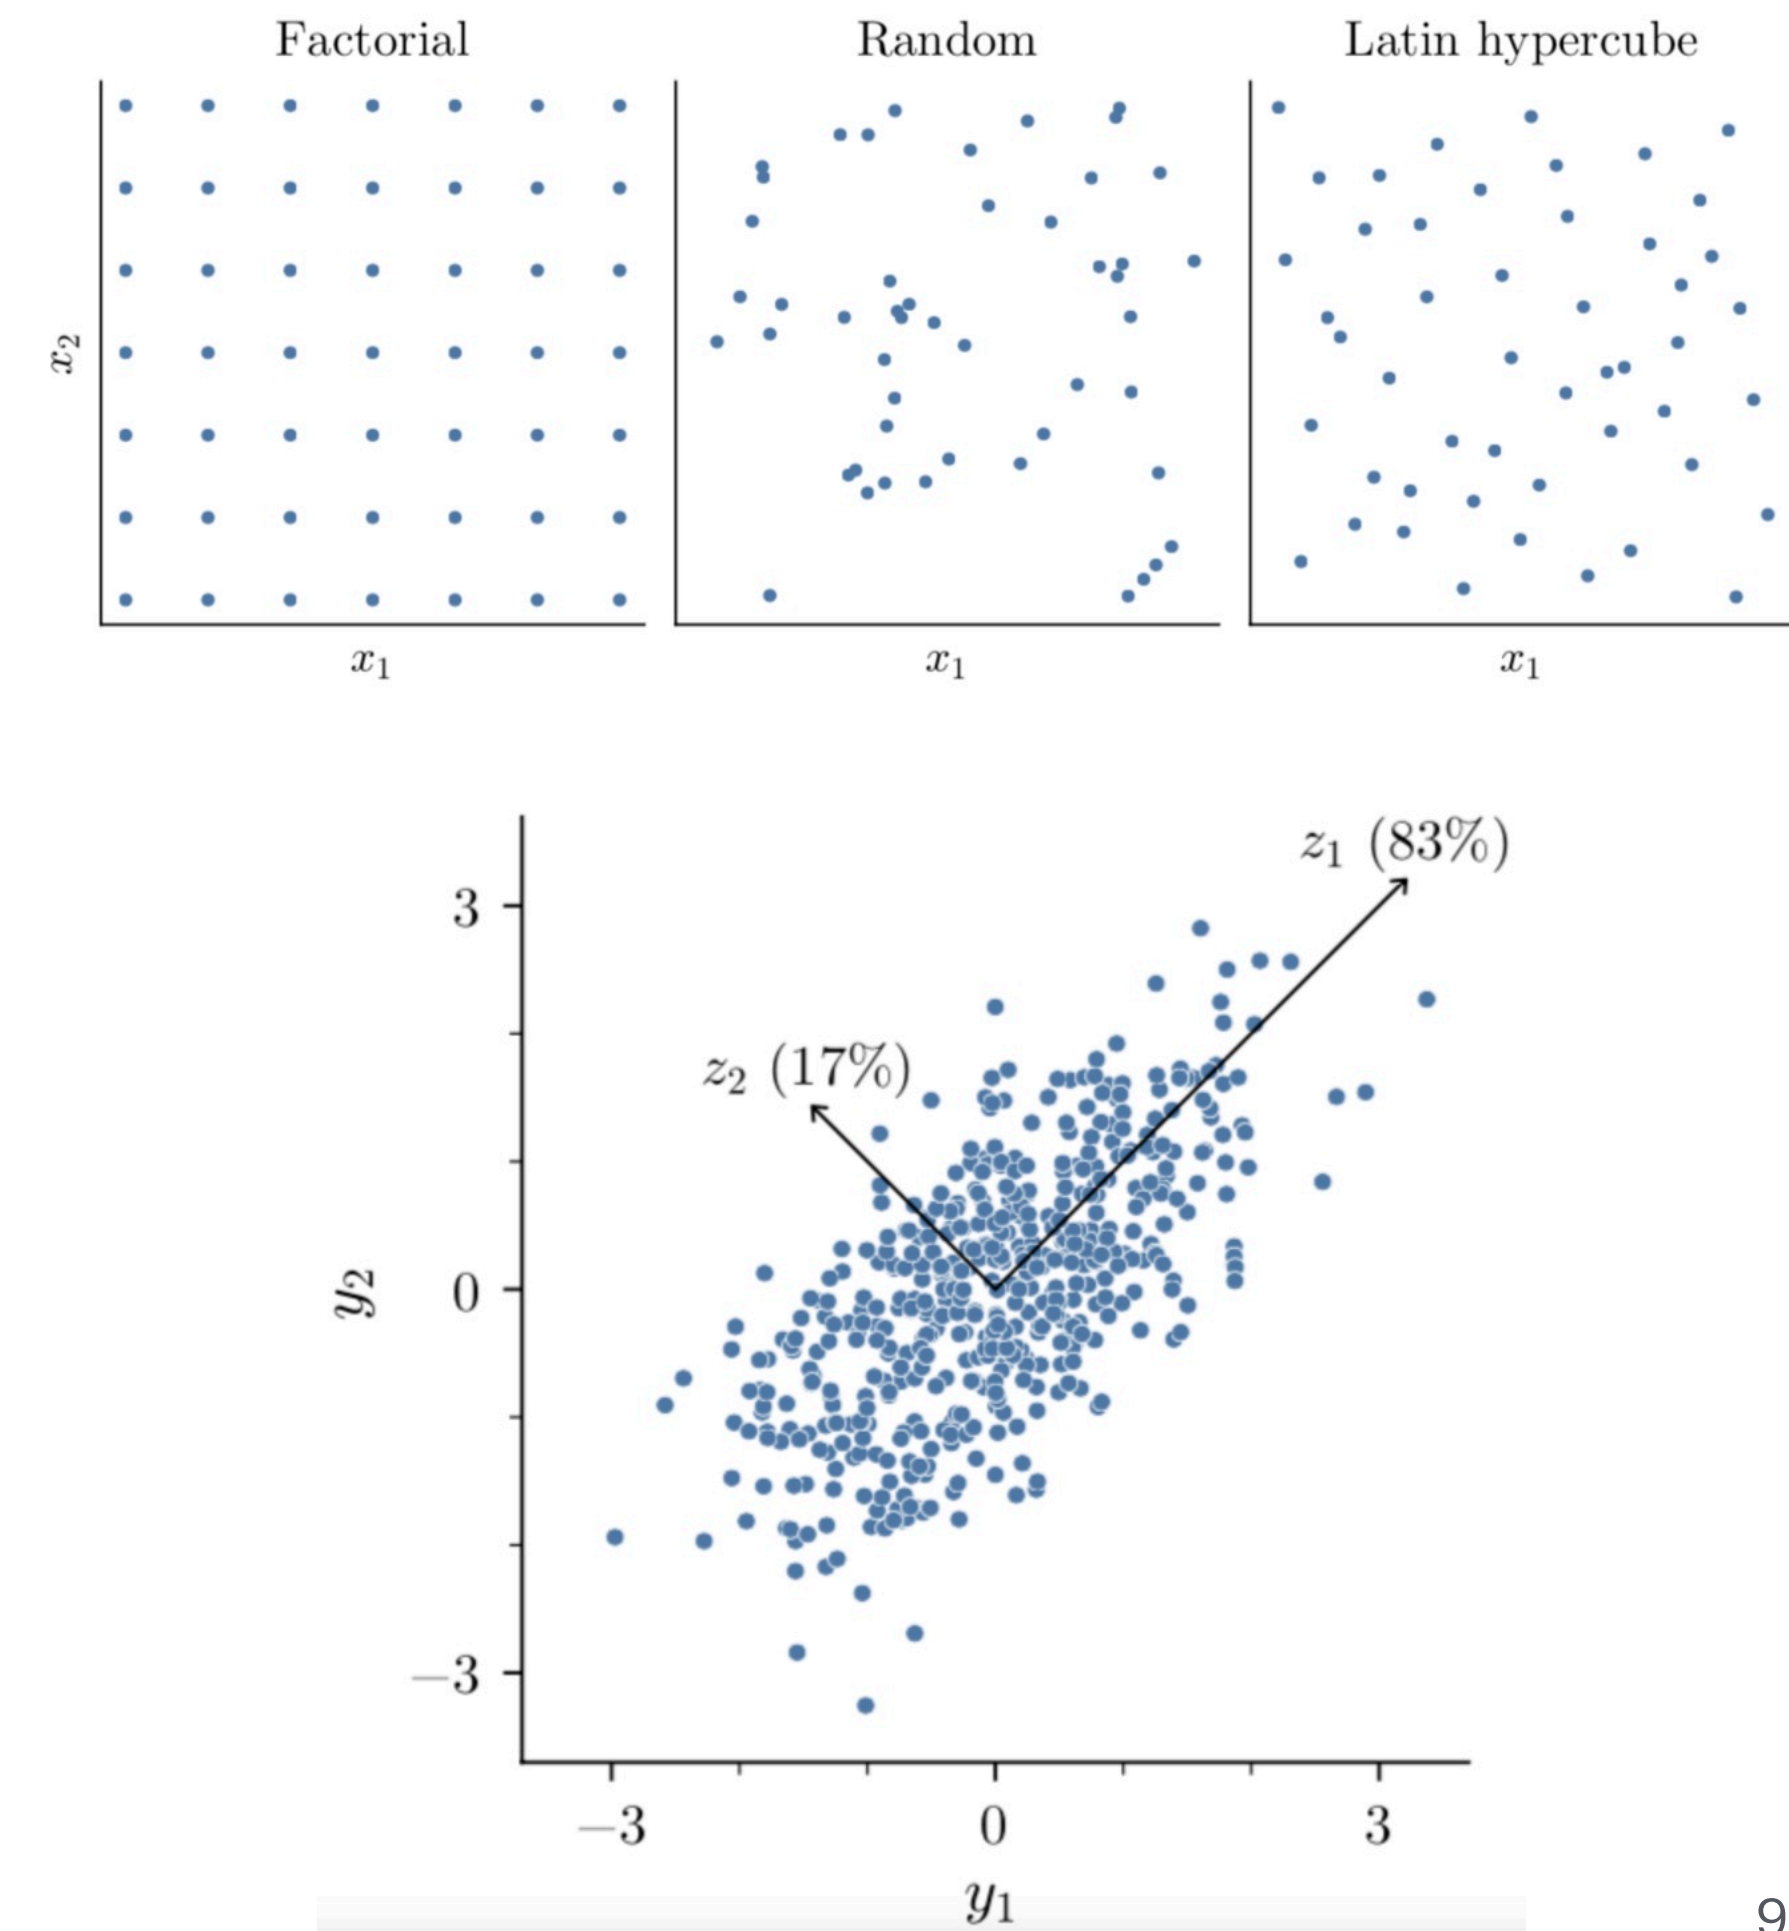 Factorial
Random
Latin hypercube
x₂
x₁
x₁
x₁
z₁ (83%)
3
z₂ (17%)
y₂
0
−3
−3
0
3
y₁
9